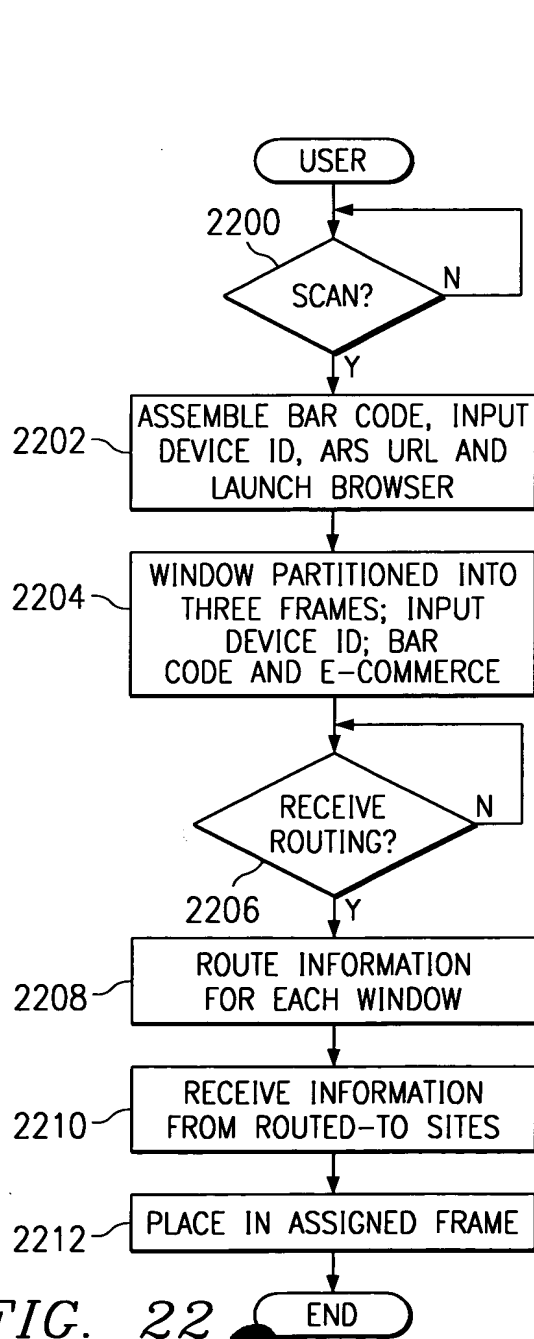 USER
2200
SCAN?
N
Y
2202
ASSEMBLE BAR CODE, INPUT
DEVICE ID, ARS URL AND
LAUNCH BROWSER
2204
WINDOW PARTITIONED INTO
THREE FRAMES; INPUT
DEVICE ID; BAR
CODE AND E-COMMERCE
RECEIVE
ROUTING?
N
2206
Y
2208
ROUTE INFORMATION
FOR EACH WINDOW
2210
RECEIVE INFORMATION
FROM ROUTED-TO SITES
2212
PLACE IN ASSIGNED FRAME
FIG. 22
END